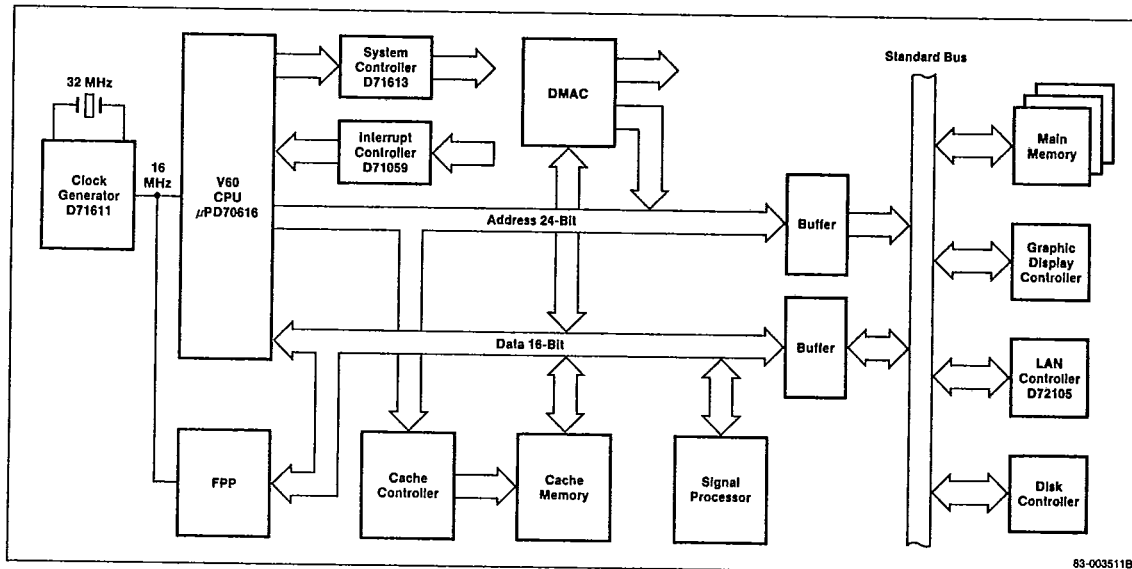 32 MHz
Clock
Generator
D71611
16
MHz
V60
CPU
µPD70616
System
Controller
D71613
Interrupt
Controller
D71059
DMAC
Standard Bus
Main
Memory
Address 24-Bit
Buffer
Graphic
Display
Controller
Data 16-Bit
Buffer
LAN
Controller
D72105
FPP
Cache
Controller
Cache
Memory
Signal
Processor
Disk
Controller
83-003511B